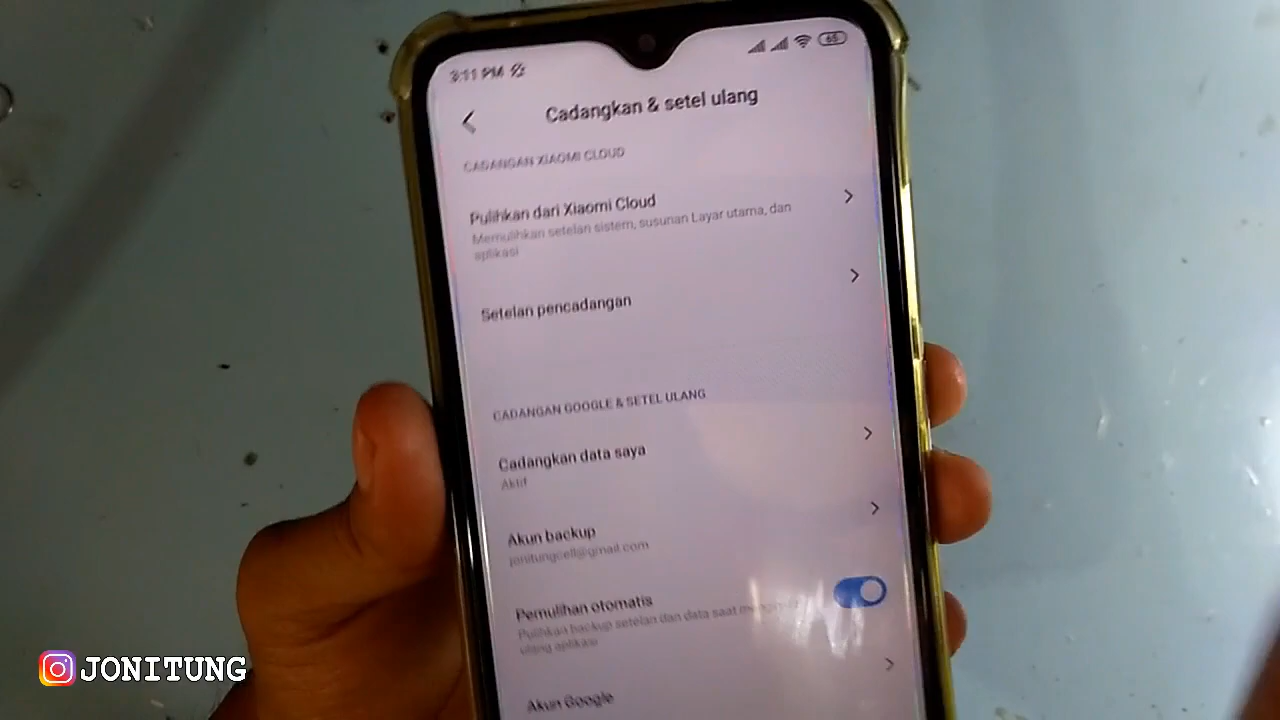 3:11 PM
65
Cadangkan & setel ulang
CADANGAN XIAOMI CLOUD
Pulihkan dari Xiaomi Cloud
Memulihkan setelan sistem, susunan Layar utama, dan
aplikasi
Setelan pencadangan
CADANGAN GOOGLE & SETEL ULANG
Cadangkan data saya
Aktif
Akun backup
jonitungcell@gmail.com
Pemulihan otomatis
Pulihkan backup setelan dan data saat
ulang aplikasi
Akun Google
JONITUNG